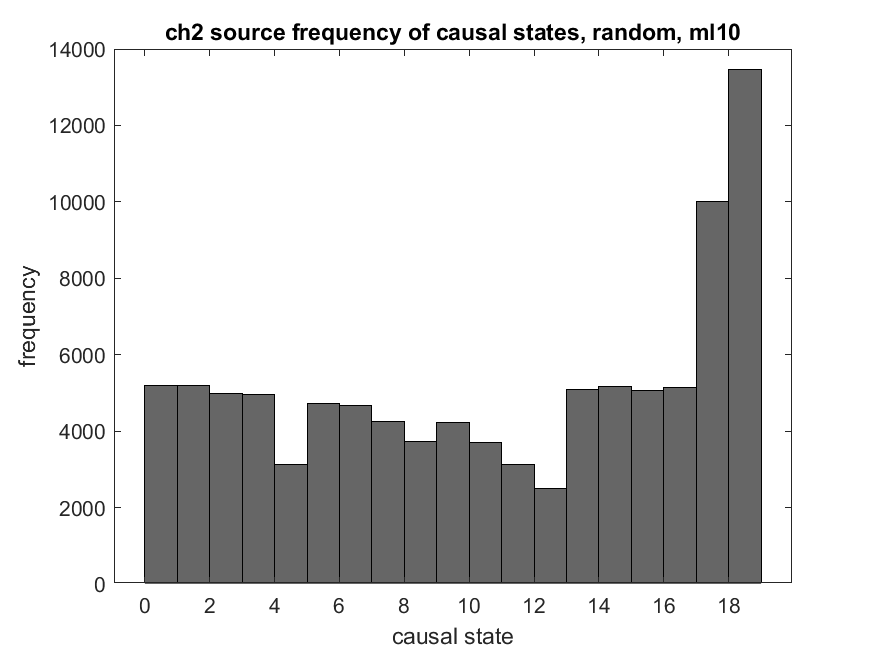 ch2 source frequency of causal states, random, ml10
14000
12000
10000
8000
6000
4000
2000
0
frequency
0 2 4 6 8 10 12 14 16 18
causal state